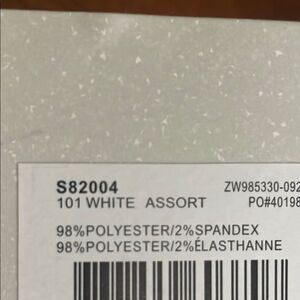 S82004 ZW985330-092
101 WHITE ASSORT PO#40198
98%POLYESTER/2%SPANDEX
98%POLYESTER/2%ÉLASTHANNE